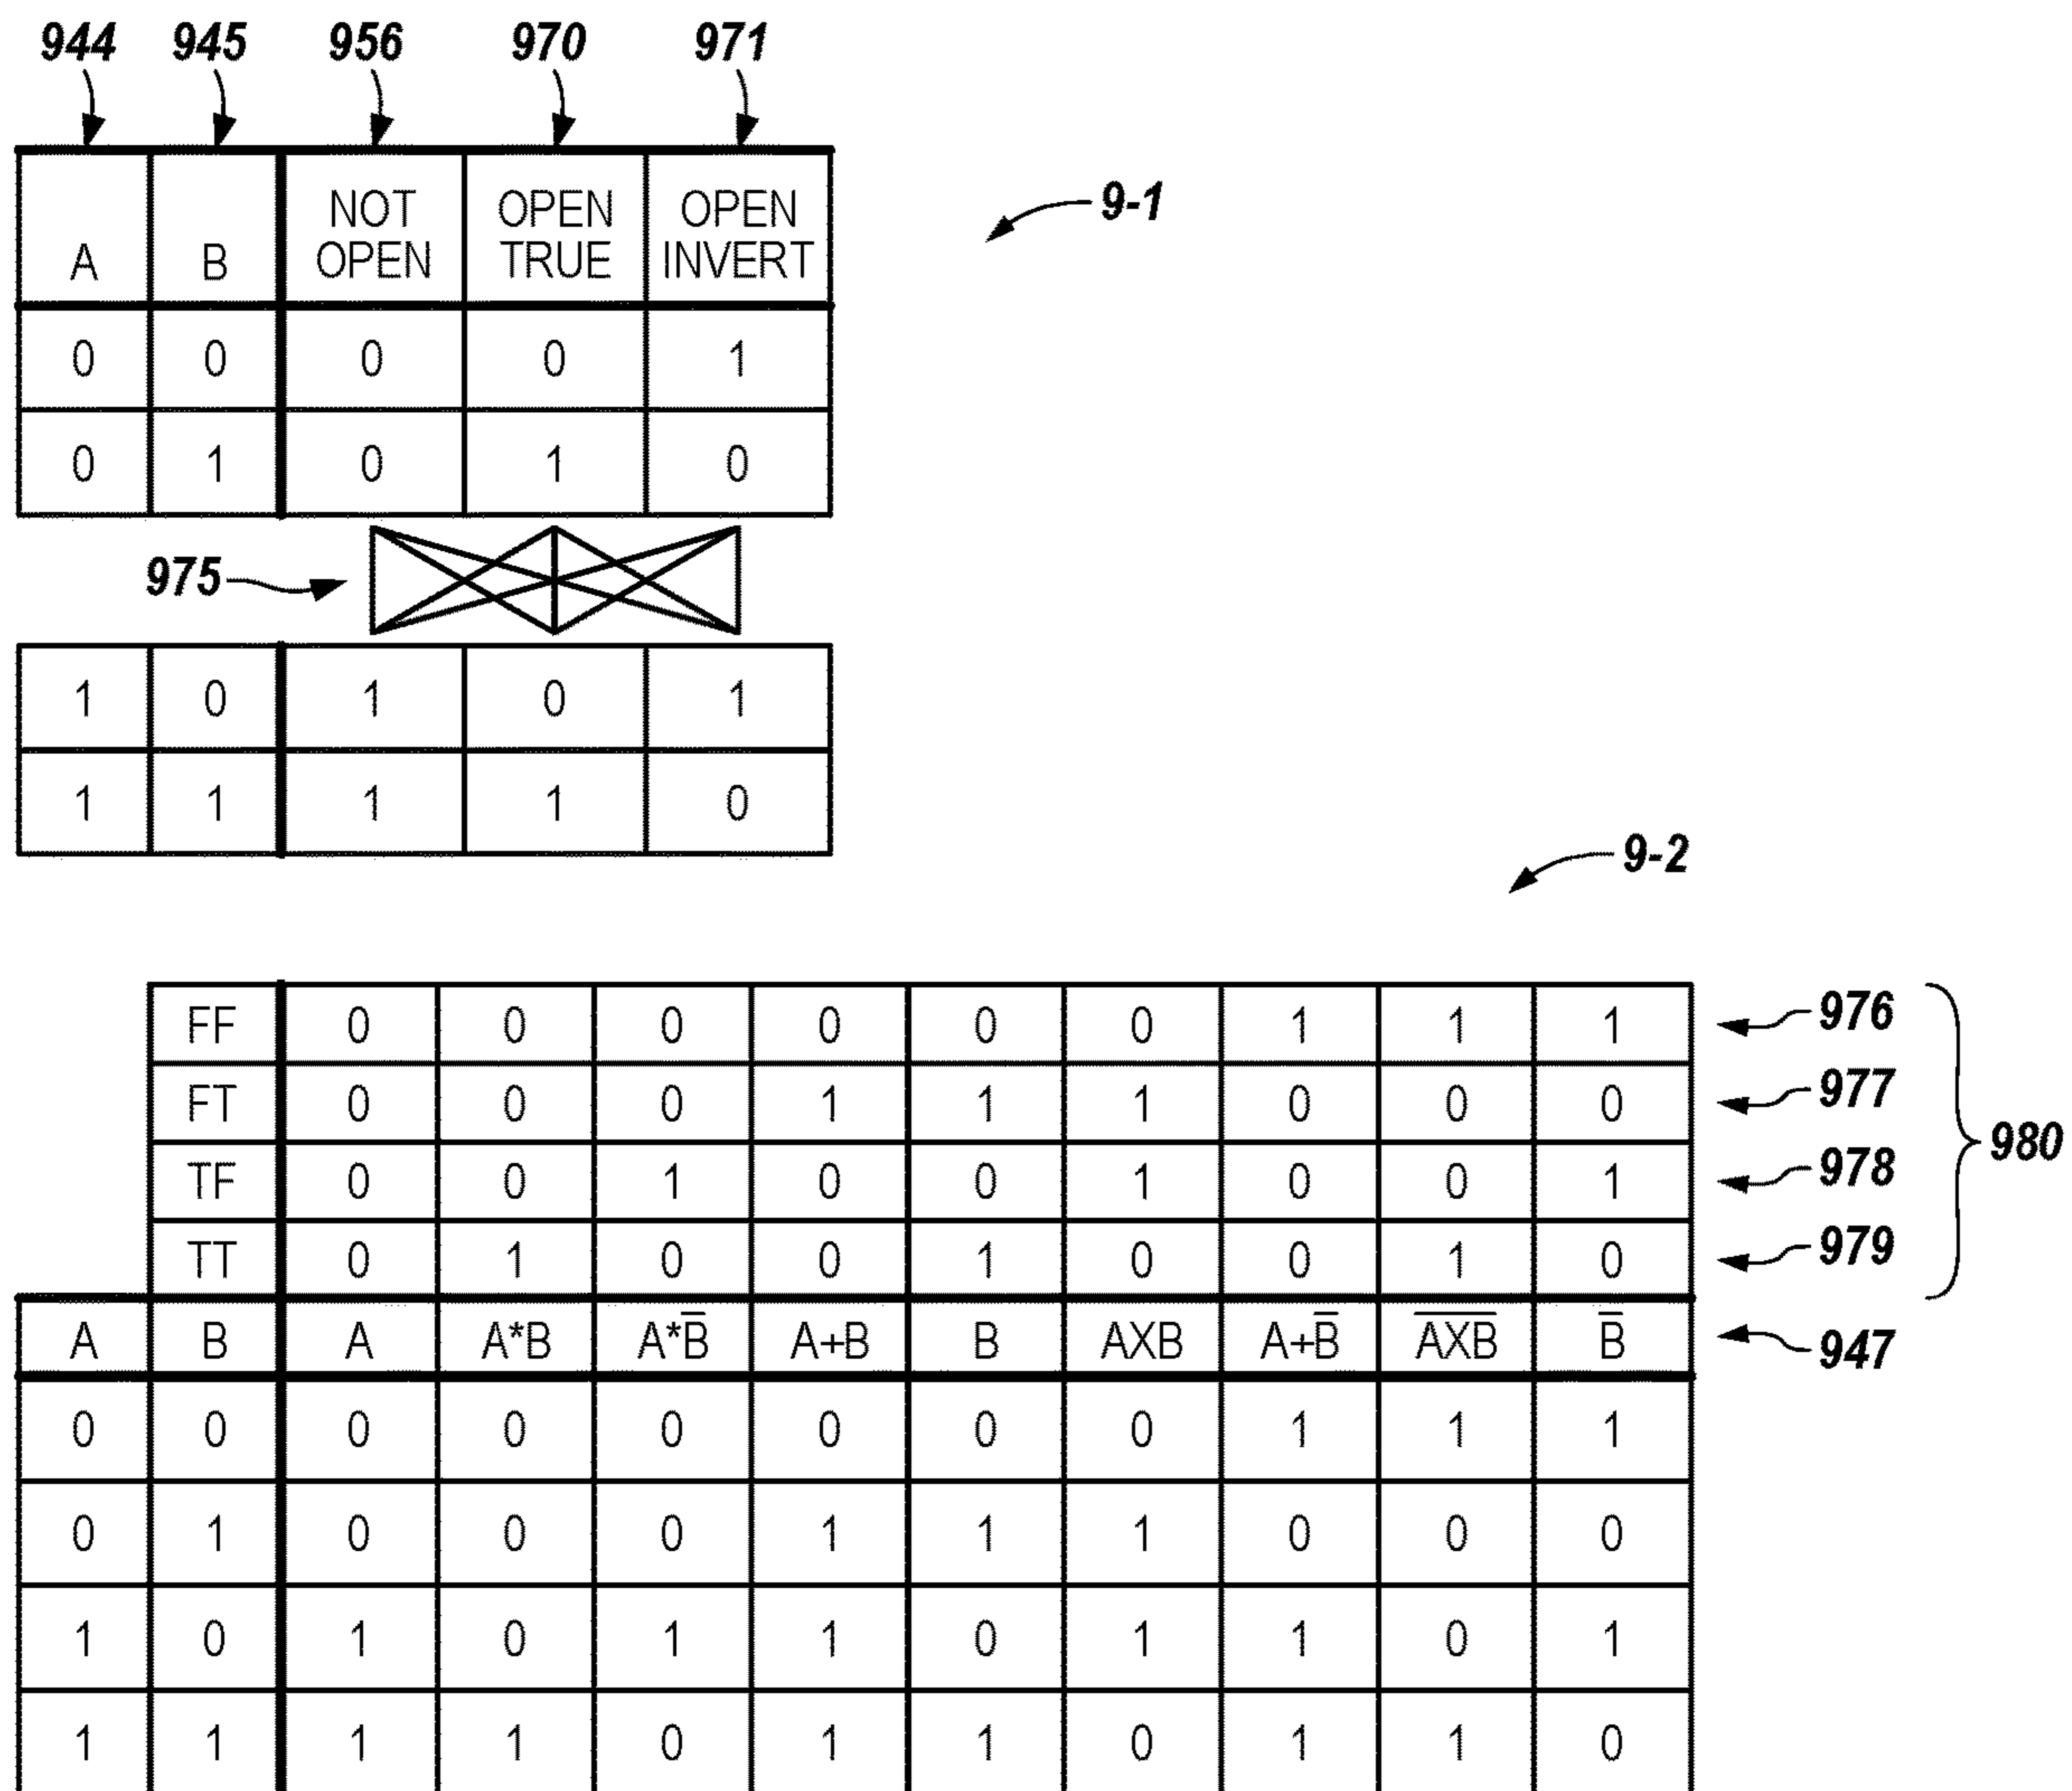 944 945 956 970 971
A B NOT OPEN OPEN TRUE OPEN INVERT
9-1
0 0 0 0 1
0 1 0 1 0
975
1 0 1 0 1
1 1 1 1 0
9-2
FF 0 0 0 0 0 0 1 1 1 976
FT 0 0 0 1 1 1 0 0 0 977
980
TF 0 0 1 0 0 1 0 0 1 978
TT 0 1 0 0 1 0 0 1 0 979
A B A A*B A*B̅ A+B B AXB A+B̅ A̅X̅B̅ B̅ 947
0 0 0 0 0 0 0 0 1 1 1
0 1 0 0 0 1 1 1 0 0 0
1 0 1 0 1 1 0 1 1 0 1
1 1 1 1 0 1 1 0 1 1 0